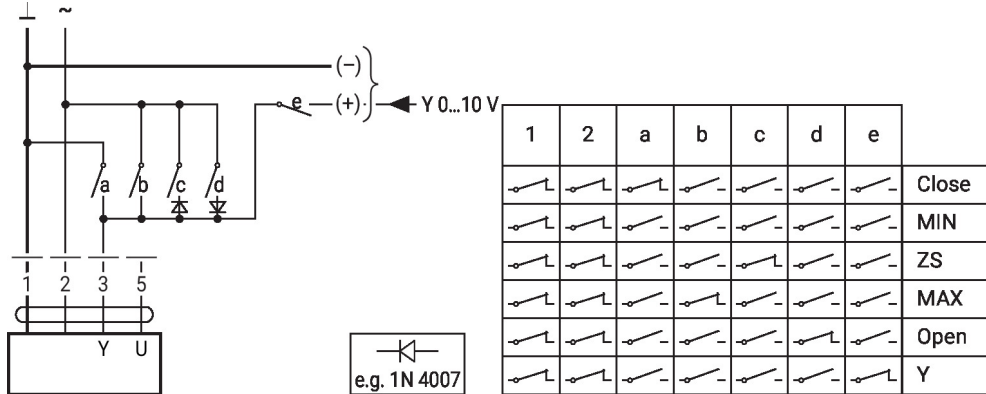 ⊥ ~
(–)
e (+) Y 0...10 V
a b c d
1 2 3 5
Y U
e.g. 1N 4007
1 2 a b c d e
Close
MIN
ZS
MAX
Open
Y